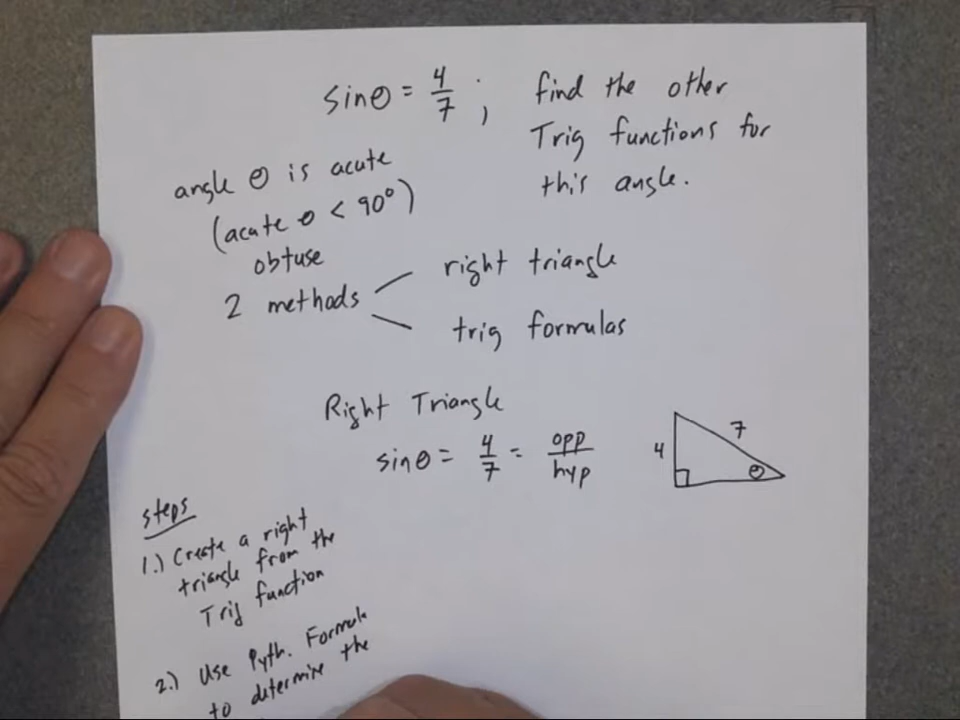 sinθ = 4/7 ; find the other
Trig functions for
this angle.
angle θ is acute
(acute θ < 90°)
obtuse
2 methods
right triangle
trig formulas
Right Triangle
sinθ = 4/7 = opp/hyp
4
7
θ
steps
1.) Create a right
triangle from the
Trig function
2.) Use Pyth. Formula
to determine the